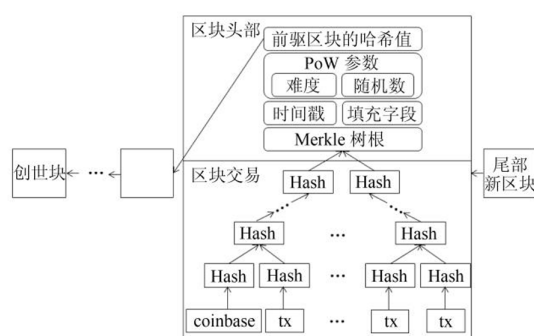 区块头部
前驱区块的哈希值
PoW 参数
难度 随机数
时间戳 填充字段
Merkle 树根
创世块 ← ···
区块交易
尾部
新区块
Hash Hash
···
···
Hash ··· Hash
Hash Hash ··· Hash Hash
coinbase tx ··· tx tx